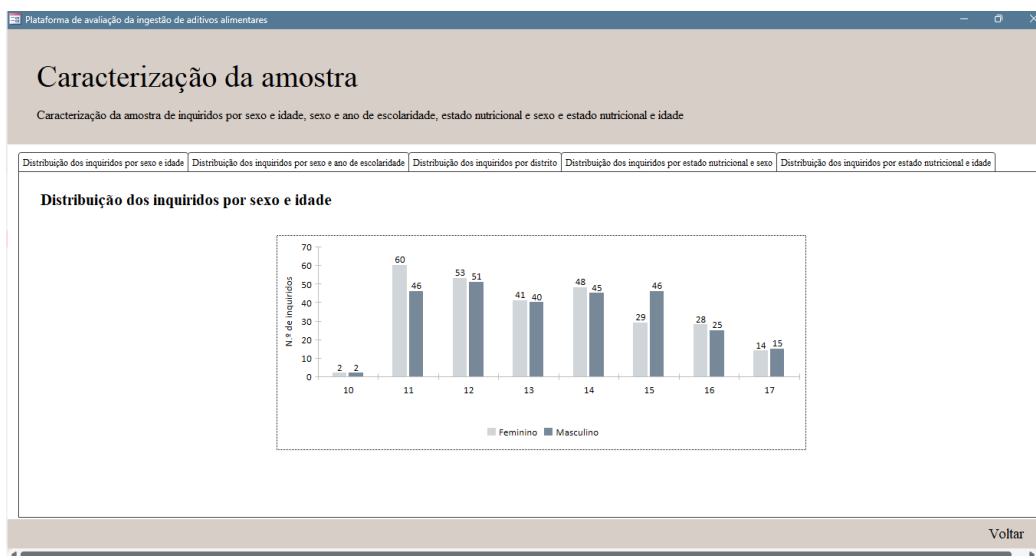 Plataforma de avaliação da ingestão de aditivos alimentares
Caracterização da amostra
Caracterização da amostra de inquiridos por sexo e idade, sexo e ano de escolaridade, estado nutricional e sexo e estado nutricional e idade
Distribuição dos inquiridos por sexo e idade
Distribuição dos inquiridos por sexo e ano de escolaridade
Distribuição dos inquiridos por distrito
Distribuição dos inquiridos por estado nutricional e sexo
Distribuição dos inquiridos por estado nutricional e idade
Distribuição dos inquiridos por sexo e idade
N.º de inquiridos
70
60
50
40
30
20
10
0
2 2
60 46
53 51
41 40
48 45
29 46
28 25
14 15
10 11 12 13 14 15 16 17
Feminino Masculino
Voltar